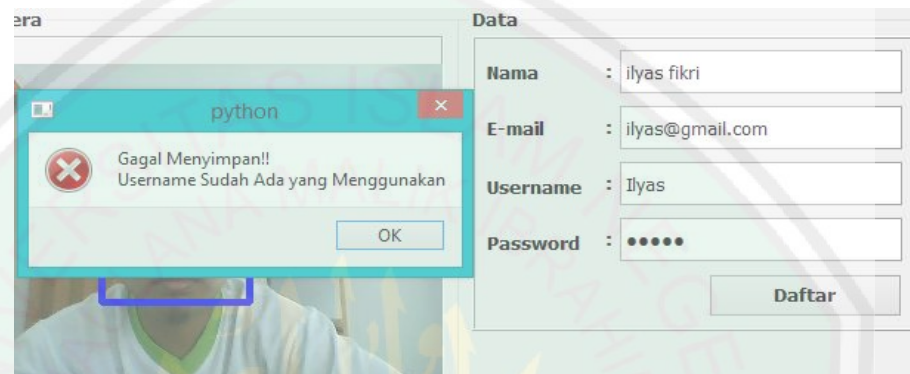 era
python
Gagal Menyimpan!!
Username Sudah Ada yang Menggunakan
OK
Data
Nama : ilyas fikri
E-mail : ilyas@gmail.com
Username : Ilyas
Password : •••••
Daftar